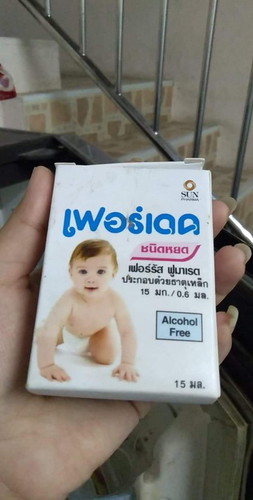 SUN
เฟอร์เดค
ชนิดหยด
เฟอร์รัส ฟูมาเรต
ประกอบด้วยธาตุเหล็ก
15 มก./0.6 มล.
Alcohol
Free
15 มล.